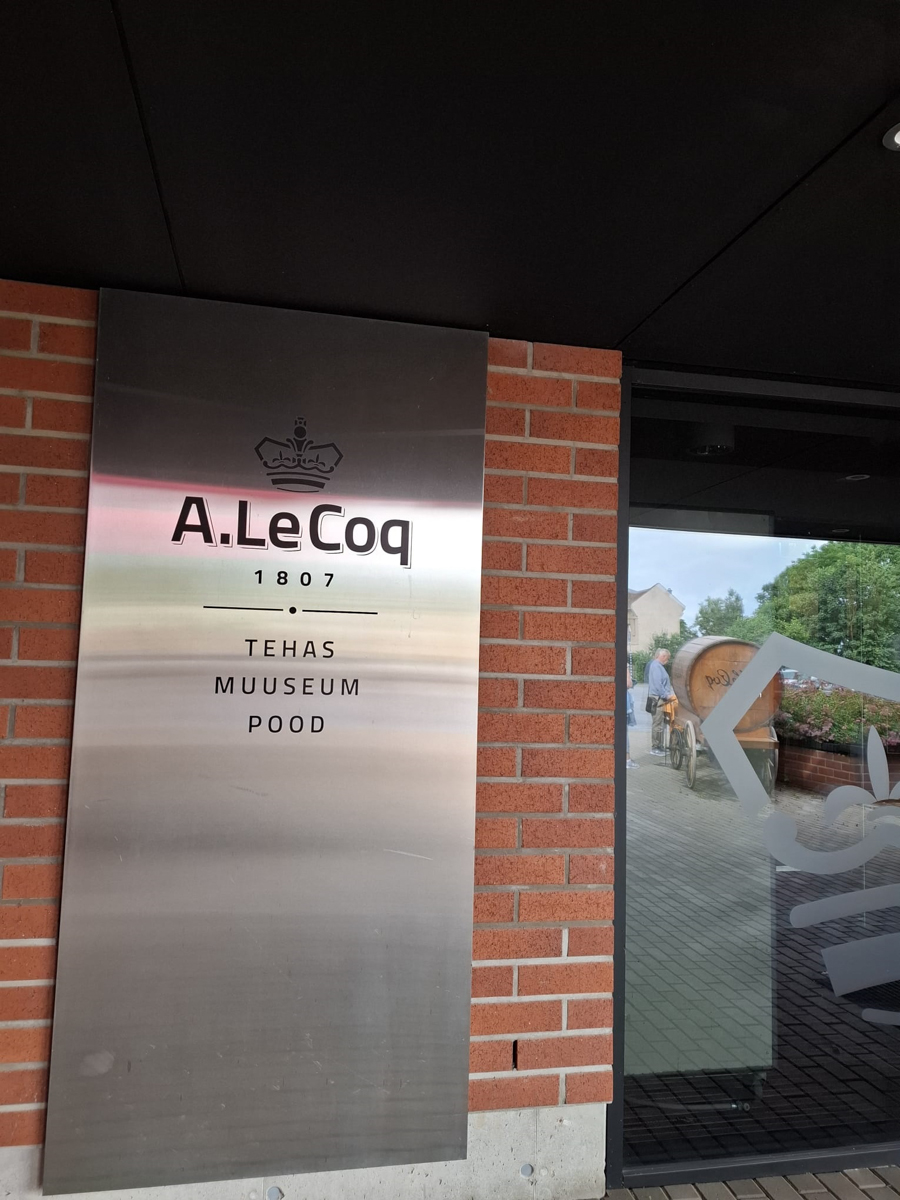 A.LeCoq
1807
TEHAS
MUUSEUM
POOD